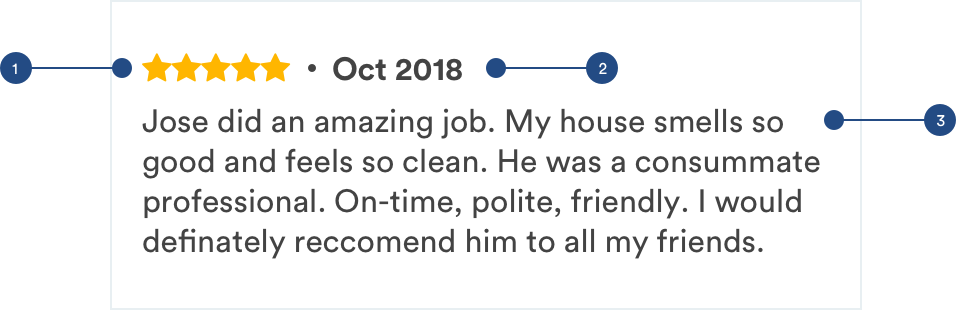 1 • Oct 2018 2
Jose did an amazing job. My house smells so 3
good and feels so clean. He was a consummate
professional. On-time, polite, friendly. I would
definately reccomend him to all my friends.